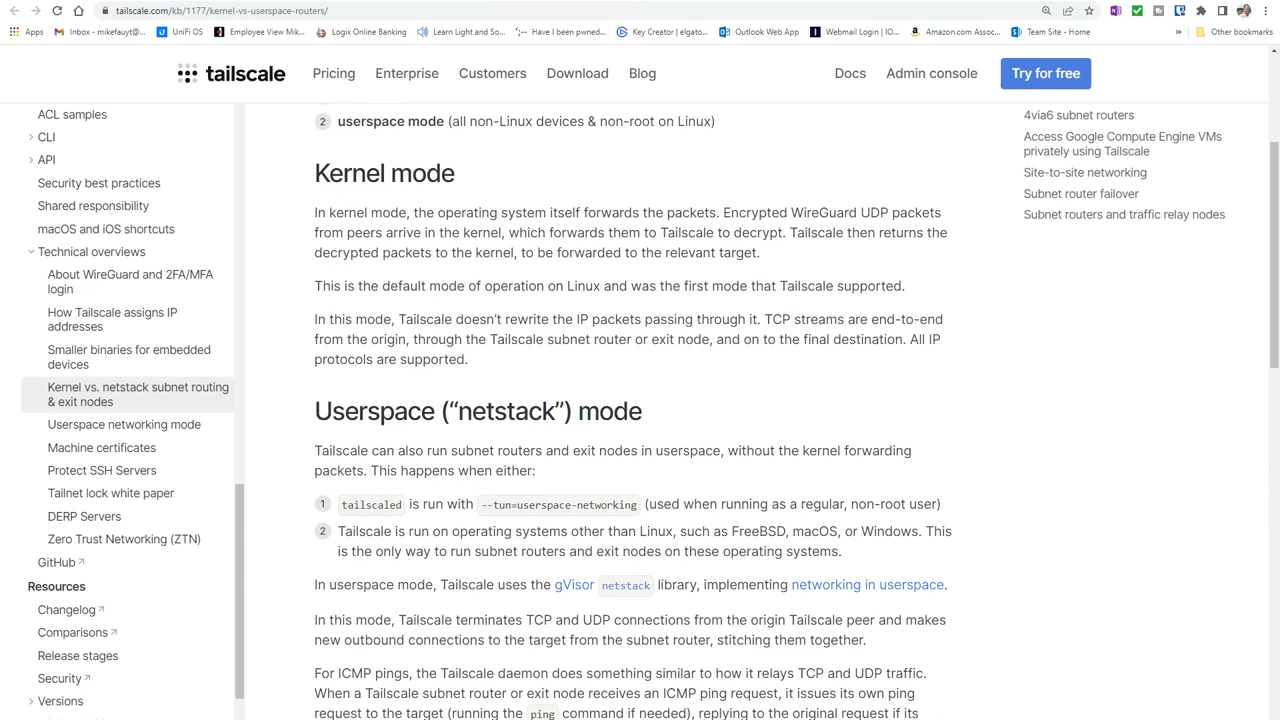 tailscale.com/kb/1177/kernel-vs-userspace-routers/
Apps
Inbox - mikefauyt@...
UniFi OS
Employee View Mik...
Logix Online Banking
Learn Light and So...
Have I been pwned...
Key Creator | elgato...
Outlook Web App
Webmail Login | IO...
Amazon.com Assoc...
Team Site - Home
»
Other bookmarks
tailscale
Pricing
Enterprise
Customers
Download
Blog
Docs
Admin console
Try for free
ACL samples
CLI
API
Security best practices
Shared responsibility
macOS and iOS shortcuts
Technical overviews
About WireGuard and 2FA/MFA
login
How Tailscale assigns IP
addresses
Smaller binaries for embedded
devices
Kernel vs. netstack subnet routing
& exit nodes
Userspace networking mode
Machine certificates
Protect SSH Servers
Tailnet lock white paper
DERP Servers
Zero Trust Networking (ZTN)
GitHub ↗
Resources
Changelog ↗
Comparisons ↗
Release stages
Security ↗
Versions
2 userspace mode (all non-Linux devices & non-root on Linux)
Kernel mode
In kernel mode, the operating system itself forwards the packets. Encrypted WireGuard UDP packets
from peers arrive in the kernel, which forwards them to Tailscale to decrypt. Tailscale then returns the
decrypted packets to the kernel, to be forwarded to the relevant target.
This is the default mode of operation on Linux and was the first mode that Tailscale supported.
In this mode, Tailscale doesn't rewrite the IP packets passing through it. TCP streams are end-to-end
from the origin, through the Tailscale subnet router or exit node, and on to the final destination. All IP
protocols are supported.
Userspace (“netstack”) mode
Tailscale can also run subnet routers and exit nodes in userspace, without the kernel forwarding
packets. This happens when either:
1 tailscaled is run with --tun=userspace-networking (used when running as a regular, non-root user)
2 Tailscale is run on operating systems other than Linux, such as FreeBSD, macOS, or Windows. This
is the only way to run subnet routers and exit nodes on these operating systems.
In userspace mode, Tailscale uses the gVisor netstack library, implementing networking in userspace.
In this mode, Tailscale terminates TCP and UDP connections from the origin Tailscale peer and makes
new outbound connections to the target from the subnet router, stitching them together.
For ICMP pings, the Tailscale daemon does something similar to how it relays TCP and UDP traffic.
When a Tailscale subnet router or exit node receives an ICMP ping request, it issues its own ping
request to the target (running the ping command if needed), replying to the original request if its
4via6 subnet routers
Access Google Compute Engine VMs
privately using Tailscale
Site-to-site networking
Subnet router failover
Subnet routers and traffic relay nodes